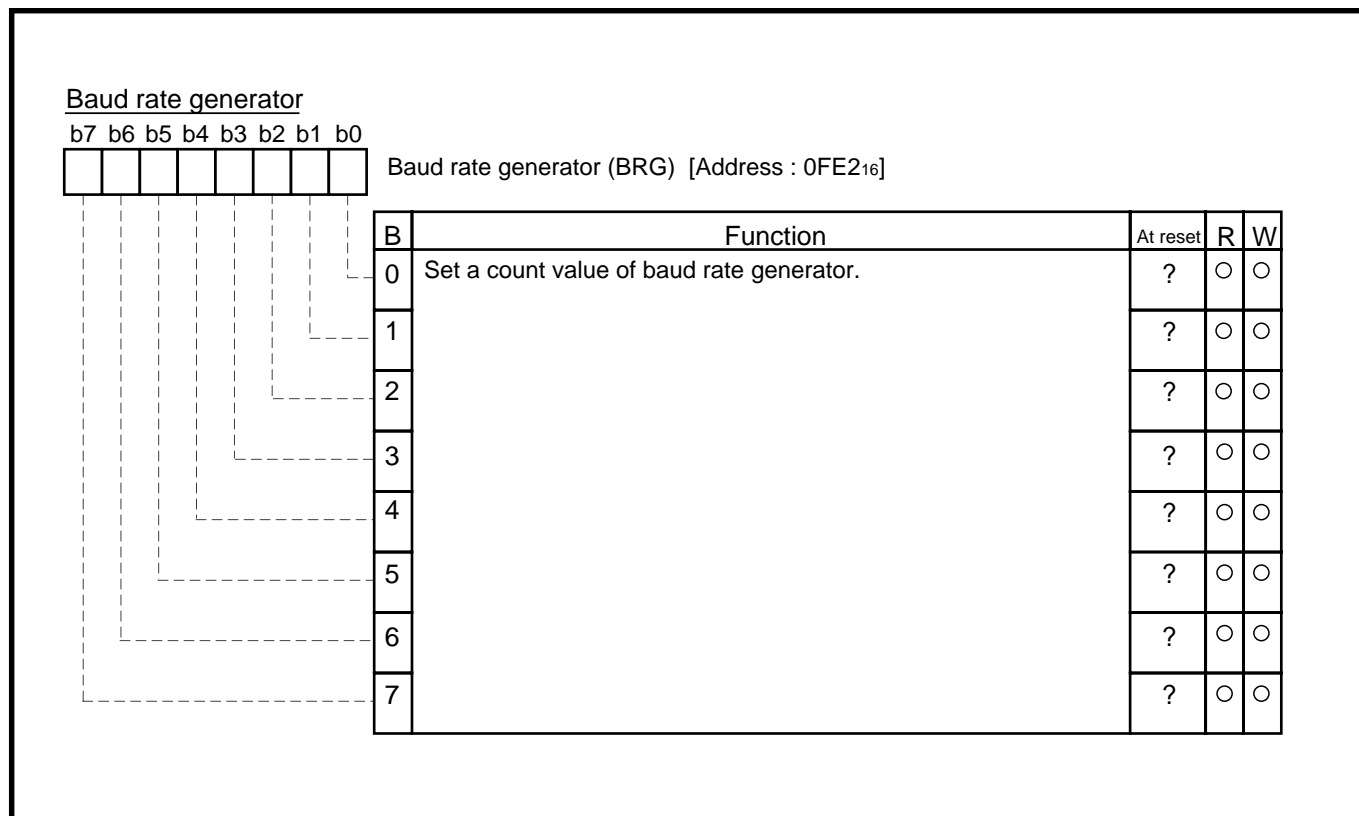 Baud rate generator
b7 b6 b5 b4 b3 b2 b1 b0
Baud rate generator (BRG) [Address : 0FE216]
B Function At reset R W
0 Set a count value of baud rate generator. ? ○ ○
1 ? ○ ○
2 ? ○ ○
3 ? ○ ○
4 ? ○ ○
5 ? ○ ○
6 ? ○ ○
7 ? ○ ○